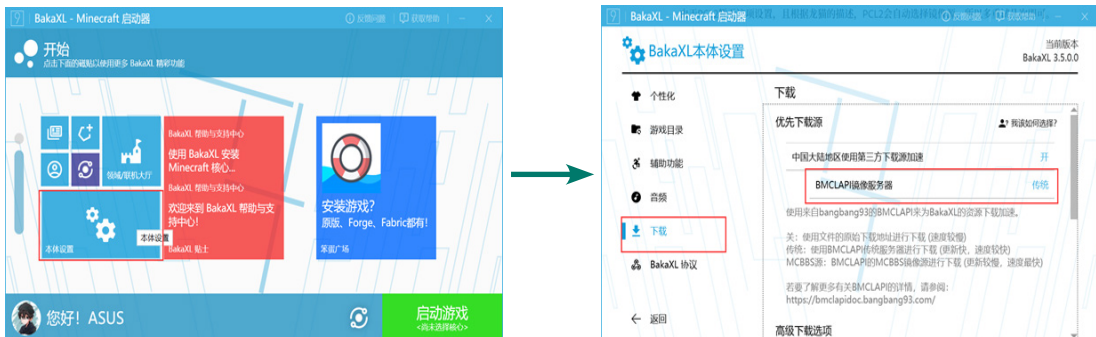 BakaXL - Minecraft 启动器
反馈问题
获取帮助
开始
点击下面的磁贴以使用更多 BakaXL 精彩功能
领域/联机大厅
BakaXL 帮助与支持中心
使用 BakaXL 安装
Minecraft 核心...
BakaXL 帮助与支持中心
欢迎来到 BakaXL 帮助与支
持中心!
BakaXL 贴士
本体设置
本体设置
安装游戏?
原版、Forge、Fabric都有!
笨蛋广场
您好! ASUS
启动游戏
<尚未选择核心>
BakaXL - Minecraft 启动器
获取帮助
BakaXL本体设置
当前版本
BakaXL 3.5.0.0
个性化
游戏目录
辅助功能
音频
下载
BakaXL 协议
返回
下载
优先下载源
我该如何选择?
中国大陆地区使用第三方下载源加速
开
BMCLAPI镜像服务器
传统
使用来自bangbang93的BMCLAPI来为BakaXL的资源下载加速。
关：使用文件的原始下载地址进行下载 (速度较慢)
传统：使用BMCLAPI传统服务器进行下载 (更新快，速度较快)
MCBBS源：BMCLAPI的MCBBS镜像源进行下载 (更新较慢，速度最快)
若要了解更多有关BMCLAPI的详情，请参阅:
https://bmclapidoc.bangbang93.com/
高级下载选项